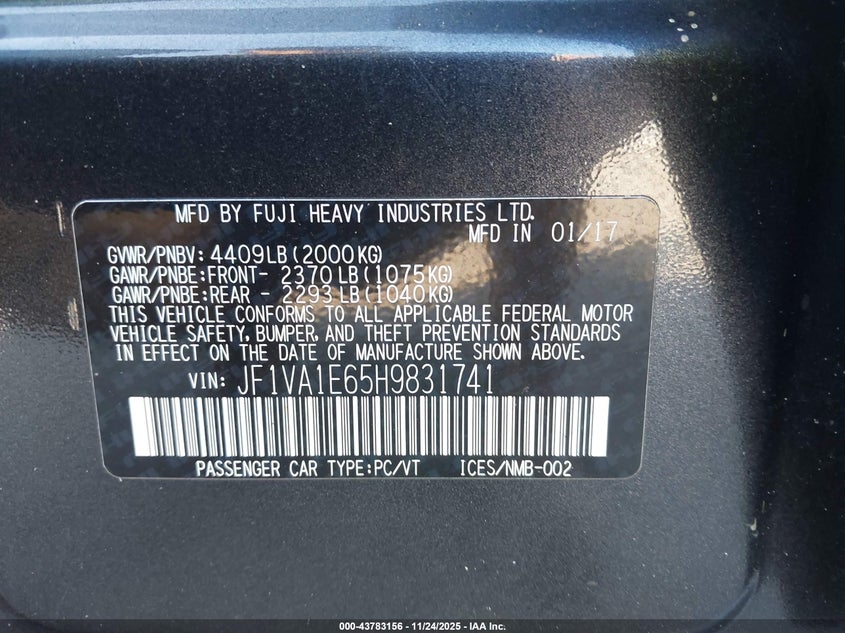 MFD BY FUJI HEAVY INDUSTRIES LTD.
MFD IN 01/17
GVWR/PNBV: 4409LB (2000KG)
GAWR/PNBE:FRONT- 2370 LB (1075KG)
GAWR/PNBE:REAR - 2293 LB (1040KG)
THIS VEHICLE CONFORMS TO ALL APPLICABLE FEDERAL MOTOR
VEHICLE SAFETY, BUMPER, AND THEFT PREVENTION STANDARDS
IN EFFECT ON THE DATE OF MANUFACTURE SHOWN ABOVE.
VIN: JF1VA1E65H9831741
PASSENGER CAR TYPE:PC/VT ICES/NMB-002
000-43783156 - 11/24/2025 - IAA Inc.